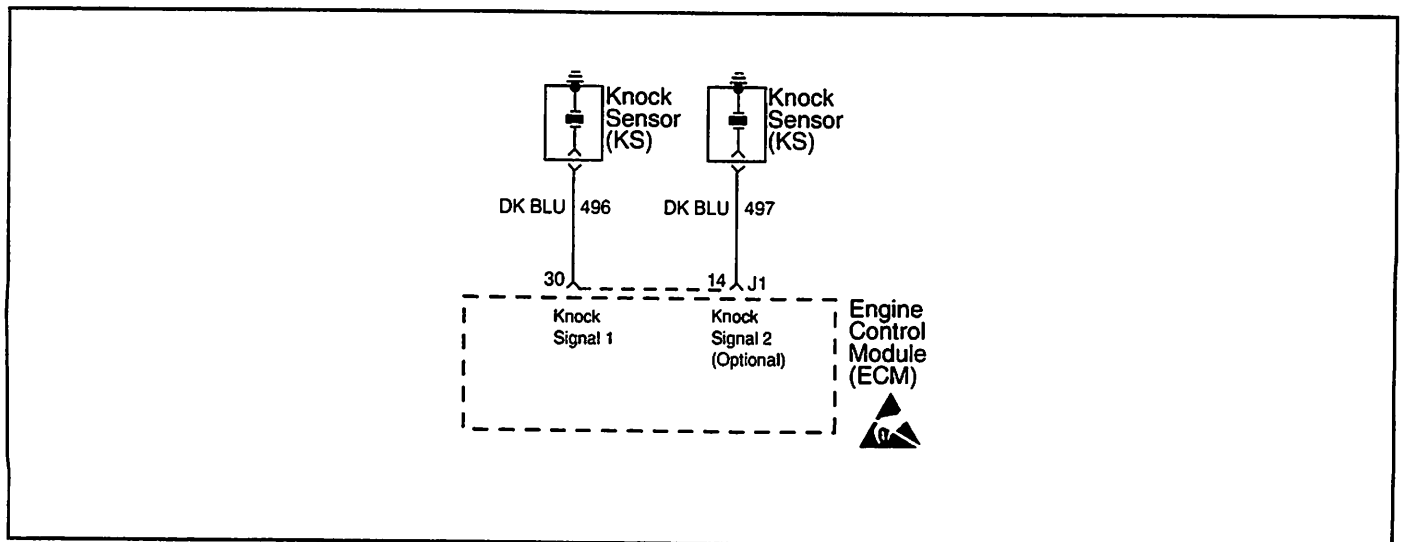 Knock
Sensor
(KS)
Knock
Sensor
(KS)
DK BLU 496
DK BLU 497
30
14 J1
Knock
Signal 1
Knock
Signal 2
(Optional)
Engine
Control
Module
(ECM)